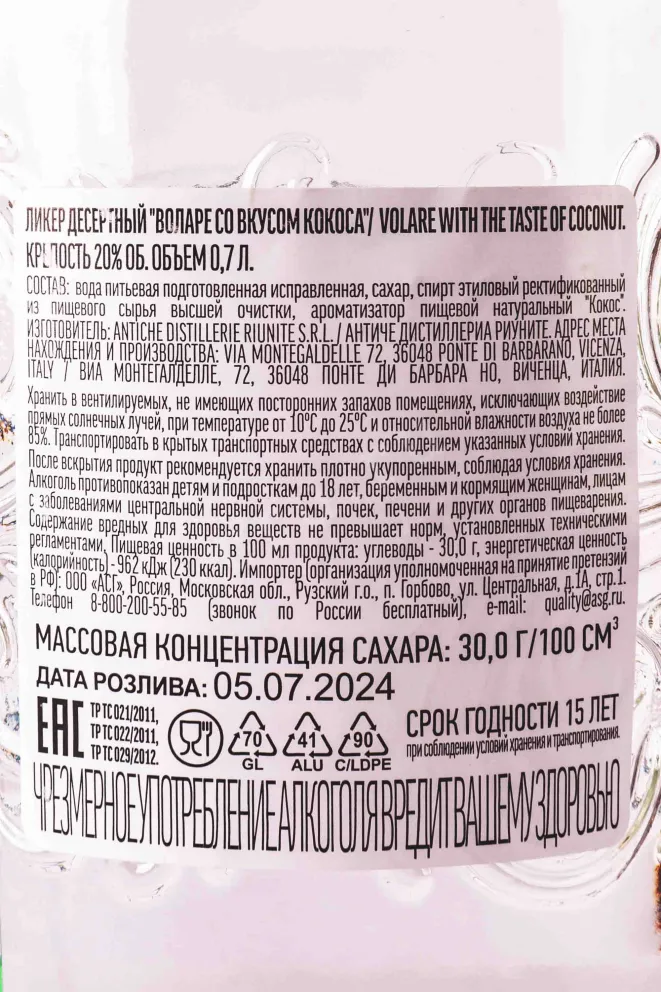 ЛИКЕР ДЕСЕРТНЫЙ "ВОЛАРЕ СО ВКУСОМ КОКОСА"/ VOLARE WITH THE TASTE OF COCONUT.
КРЕПОСТЬ 20% ОБ. ОБЪЕМ 0,7 Л.
СОСТАВ: вода питьевая подготовленная исправленная, сахар, спирт этиловый ректификованный
из пищевого сырья высшей очистки, ароматизатор пищевой натуральный "Кокос".
ИЗГОТОВИТЕЛЬ: ANTICHE DISTILLERIE RIUNITE S.R.L. / АНТИЧЕ ДИСТИЛЛЕРИА РИУНИТЕ. АДРЕС МЕСТА
НАХОЖДЕНИЯ И ПРОИЗВОДСТВА: VIA MONTEGALDELLE 72, 36048 PONTE DI BARBARANO, VICENZA,
ITALY / ВИА МОНТЕГАЛДЕЛЛЕ, 72, 36048 ПОНТЕ ДИ БАРБАРА НО, ВИЧЕНЦА, ИТАЛИЯ.
Хранить в вентилируемых, не имеющих посторонних запахов помещениях, исключающих воздействие
прямых солнечных лучей, при температуре от 10°С до 25°С и относительной влажности воздуха не более
85%. Транспортировать в крытых транспортных средствах с соблюдением указанных условий хранения.
После вскрытия продукт рекомендуется хранить плотно укупоренным, соблюдая условия хранения.
Алкоголь противопоказан детям и подросткам до 18 лет, беременным и кормящим женщинам, лицам
с заболеваниями центральной нервной системы, почек, печени и других органов пищеварения.
Содержание вредных для здоровья веществ не превышает норм, установленных техническими
регламентами. Пищевая ценность в 100 мл продукта: углеводы - 30,0 г, энергетическая ценность
(калорийность) - 962 кДж (230 ккал). Импортер (организация уполномоченная на принятие претензий
в РФ): ООО «АСГ», Россия, Московская обл., Рузский г.о., п. Горбово, ул. Центральная, д.1А, стр.1.
Телефон 8-800-200-55-85 (звонок по России бесплатный), e-mail: quality@asg.ru.
МАССОВАЯ КОНЦЕНТРАЦИЯ САХАРА: 30,0 Г/100 СМ³
ДАТА РОЗЛИВА: 05.07.2024
EAC
ТР ТС 021/2011,
ТР ТС 022/2011,
ТР ТС 029/2012.
70
GL
41
ALU
90
C/LDPE
СРОК ГОДНОСТИ 15 ЛЕТ
при соблюдении условий хранения и транспортирования.
ЧРЕЗМЕРНОЕ УПОТРЕБЛЕНИЕ АЛКОГОЛЯ ВРЕДИТ ВАШЕМУ ЗДОРОВЬЮ